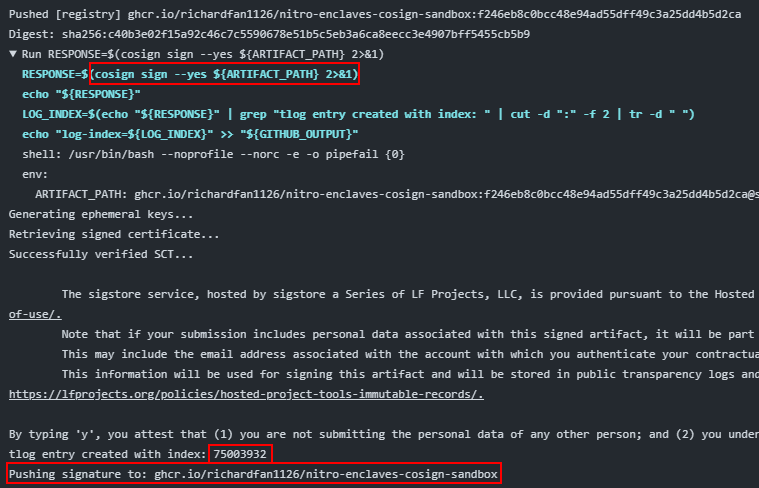 Pushed [registry] ghcr.io/richardfan1126/nitro-enclaves-cosign-sandbox:f246eb8c0bcc48e94ad55dff49c3a25dd4b5d2ca
Digest: sha256:c40b3e02f15a92c46c7c5590678e51b5c5eb3a6ca8eecc3e4907bff5455cb5b9
▼ Run RESPONSE=$(cosign sign --yes ${ARTIFACT_PATH} 2>&1)
RESPONSE=$(cosign sign --yes ${ARTIFACT_PATH} 2>&1)
echo "${RESPONSE}"
LOG_INDEX=$(echo "${RESPONSE}" | grep "tlog entry created with index: " | cut -d ":" -f 2 | tr -d " ")
echo "log-index=${LOG_INDEX}" >> "${GITHUB_OUTPUT}"
shell: /usr/bin/bash --noprofile --norc -e -o pipefail {0}
env:
ARTIFACT_PATH: ghcr.io/richardfan1126/nitro-enclaves-cosign-sandbox:f246eb8c0bcc48e94ad55dff49c3a25dd4b5d2ca@s
Generating ephemeral keys...
Retrieving signed certificate...
Successfully verified SCT...
The sigstore service, hosted by sigstore a Series of LF Projects, LLC, is provided pursuant to the Hosted
of-use/.
Note that if your submission includes personal data associated with this signed artifact, it will be part
This may include the email address associated with the account with which you authenticate your contractua
This information will be used for signing this artifact and will be stored in public transparency logs and
https://lfprojects.org/policies/hosted-project-tools-immutable-records/.
By typing 'y', you attest that (1) you are not submitting the personal data of any other person; and (2) you under
tlog entry created with index: 75003932
Pushing signature to: ghcr.io/richardfan1126/nitro-enclaves-cosign-sandbox